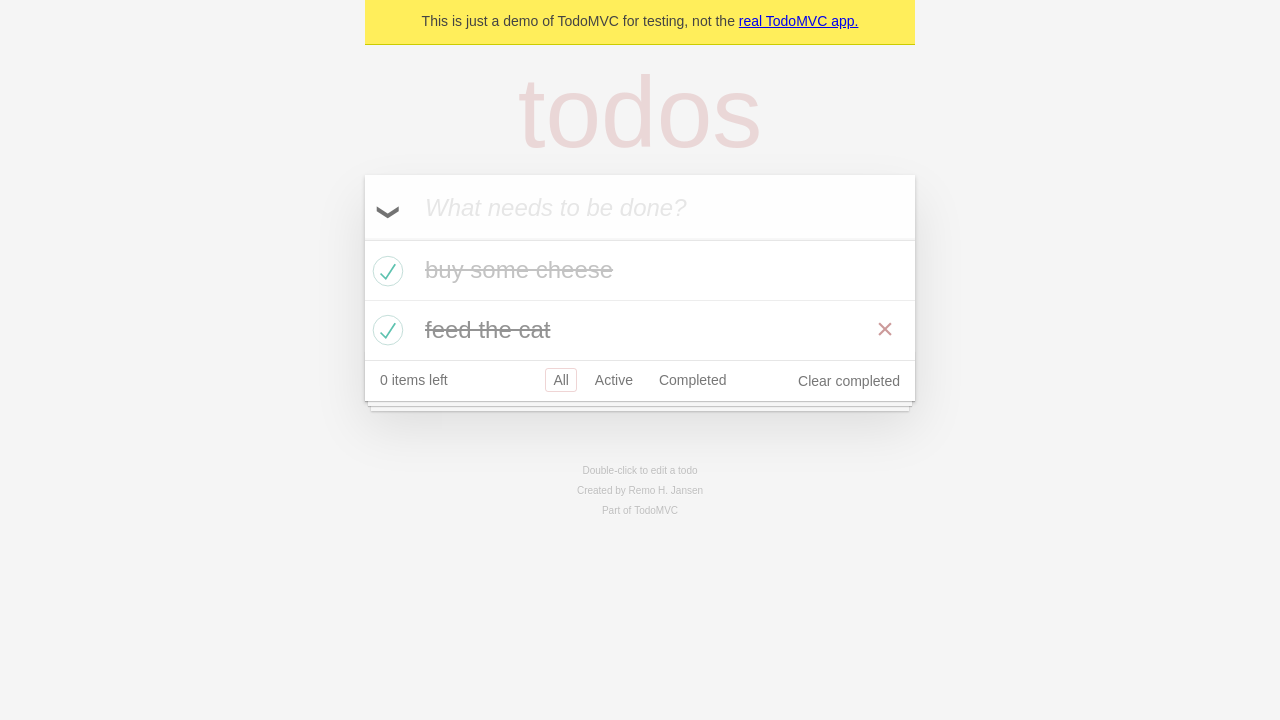 This is just a demo of TodoMVC for testing, not the real TodoMVC app.
todos
What needs to be done?
buy some cheese
feed the cat
0 items left All Active Completed Clear completed
Double-click to edit a todo
Created by Remo H. Jansen
Part of TodoMVC